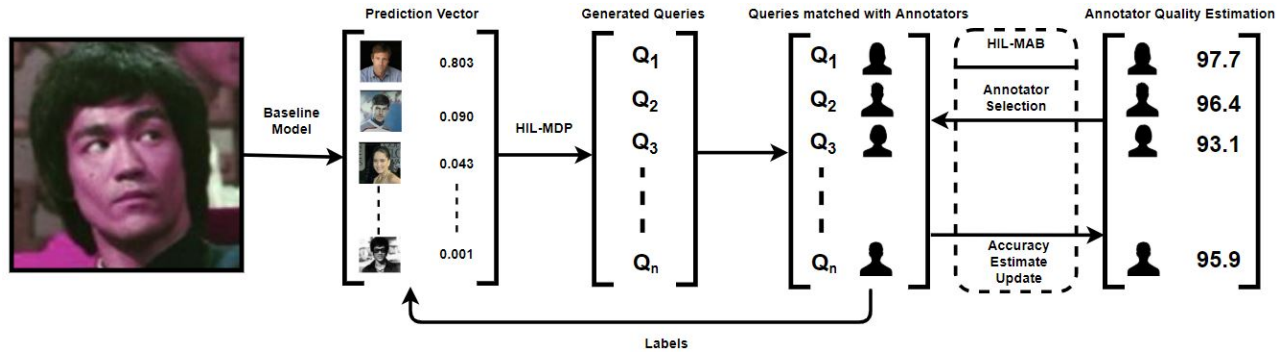 Prediction Vector
Generated Queries
Queries matched with Annotators
Annotator Quality Estimation
Baseline
Model
0.803
0.090
0.043
0.001
HIL-MDP
Q1
Q2
Q3
Qn
Q1
Q2
Q3
Qn
HIL-MAB
Annotator
Selection
Accuracy
Estimate
Update
97.7
96.4
93.1
95.9
Labels